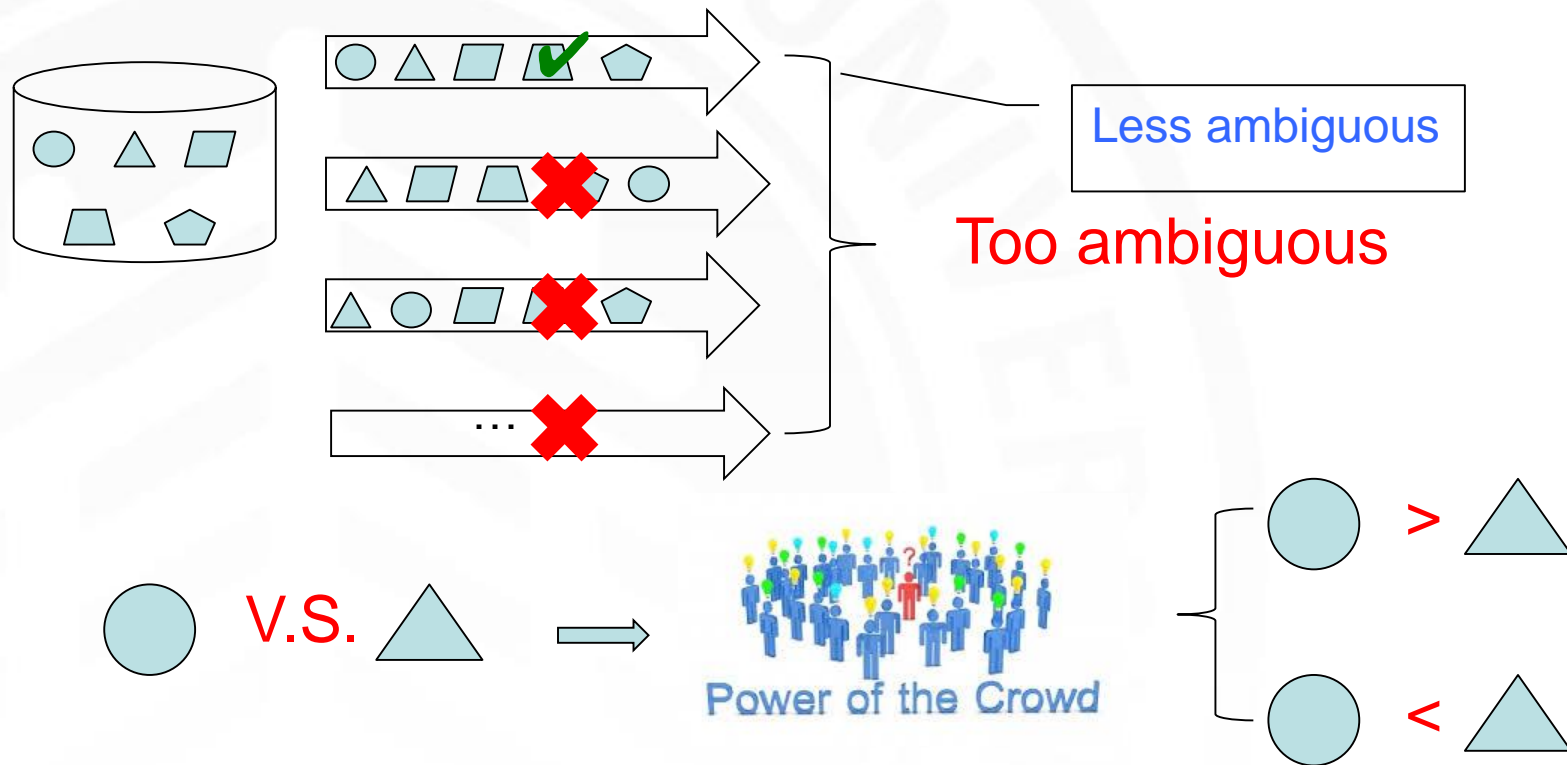 Less ambiguous
Too ambiguous
...
>
V.S.
?
Power of the Crowd
<